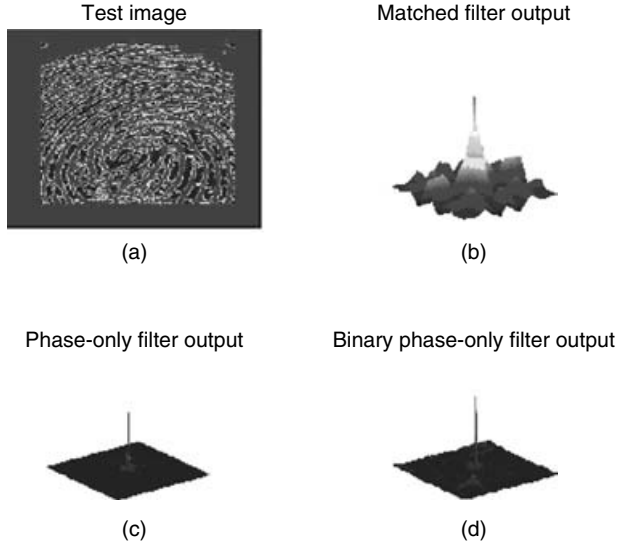 Test image
Matched filter output
(a)
(b)
Phase-only filter output
Binary phase-only filter output
(c)
(d)